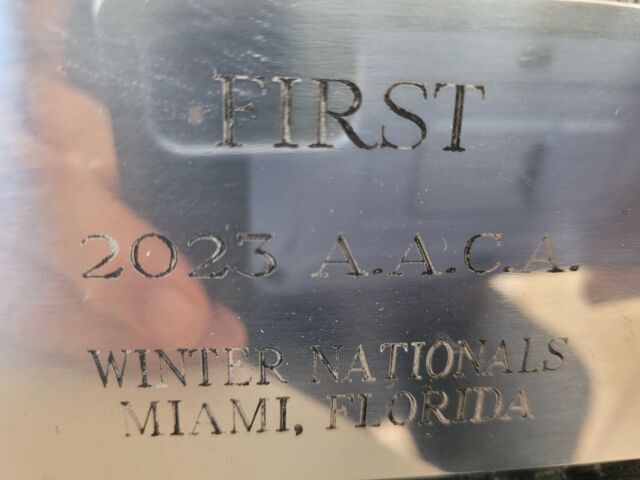 FIRST
2023 A.A.C.A.
WINTER NATIONALS
MIAMI, FLORIDA